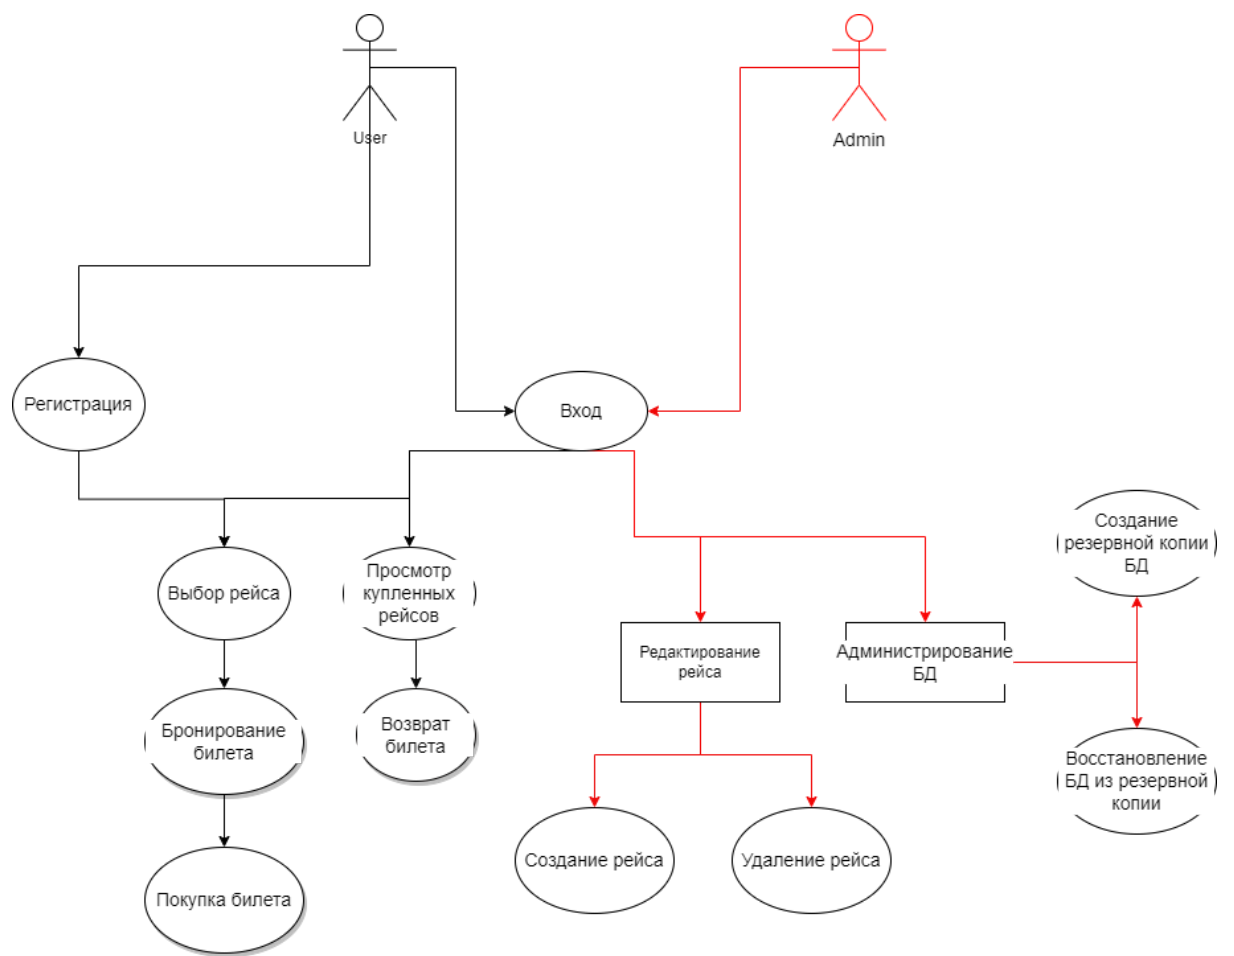 User
Admin
Регистрация
Вход
Создание
резервной копии
БД
Выбор рейса
Просмотр
купленных
рейсов
Редактирование
рейса
Администрирование
БД
Бронирование
билета
Возврат
билета
Восстановление
БД из резервной
копии
Создание рейса
Удаление рейса
Покупка билета